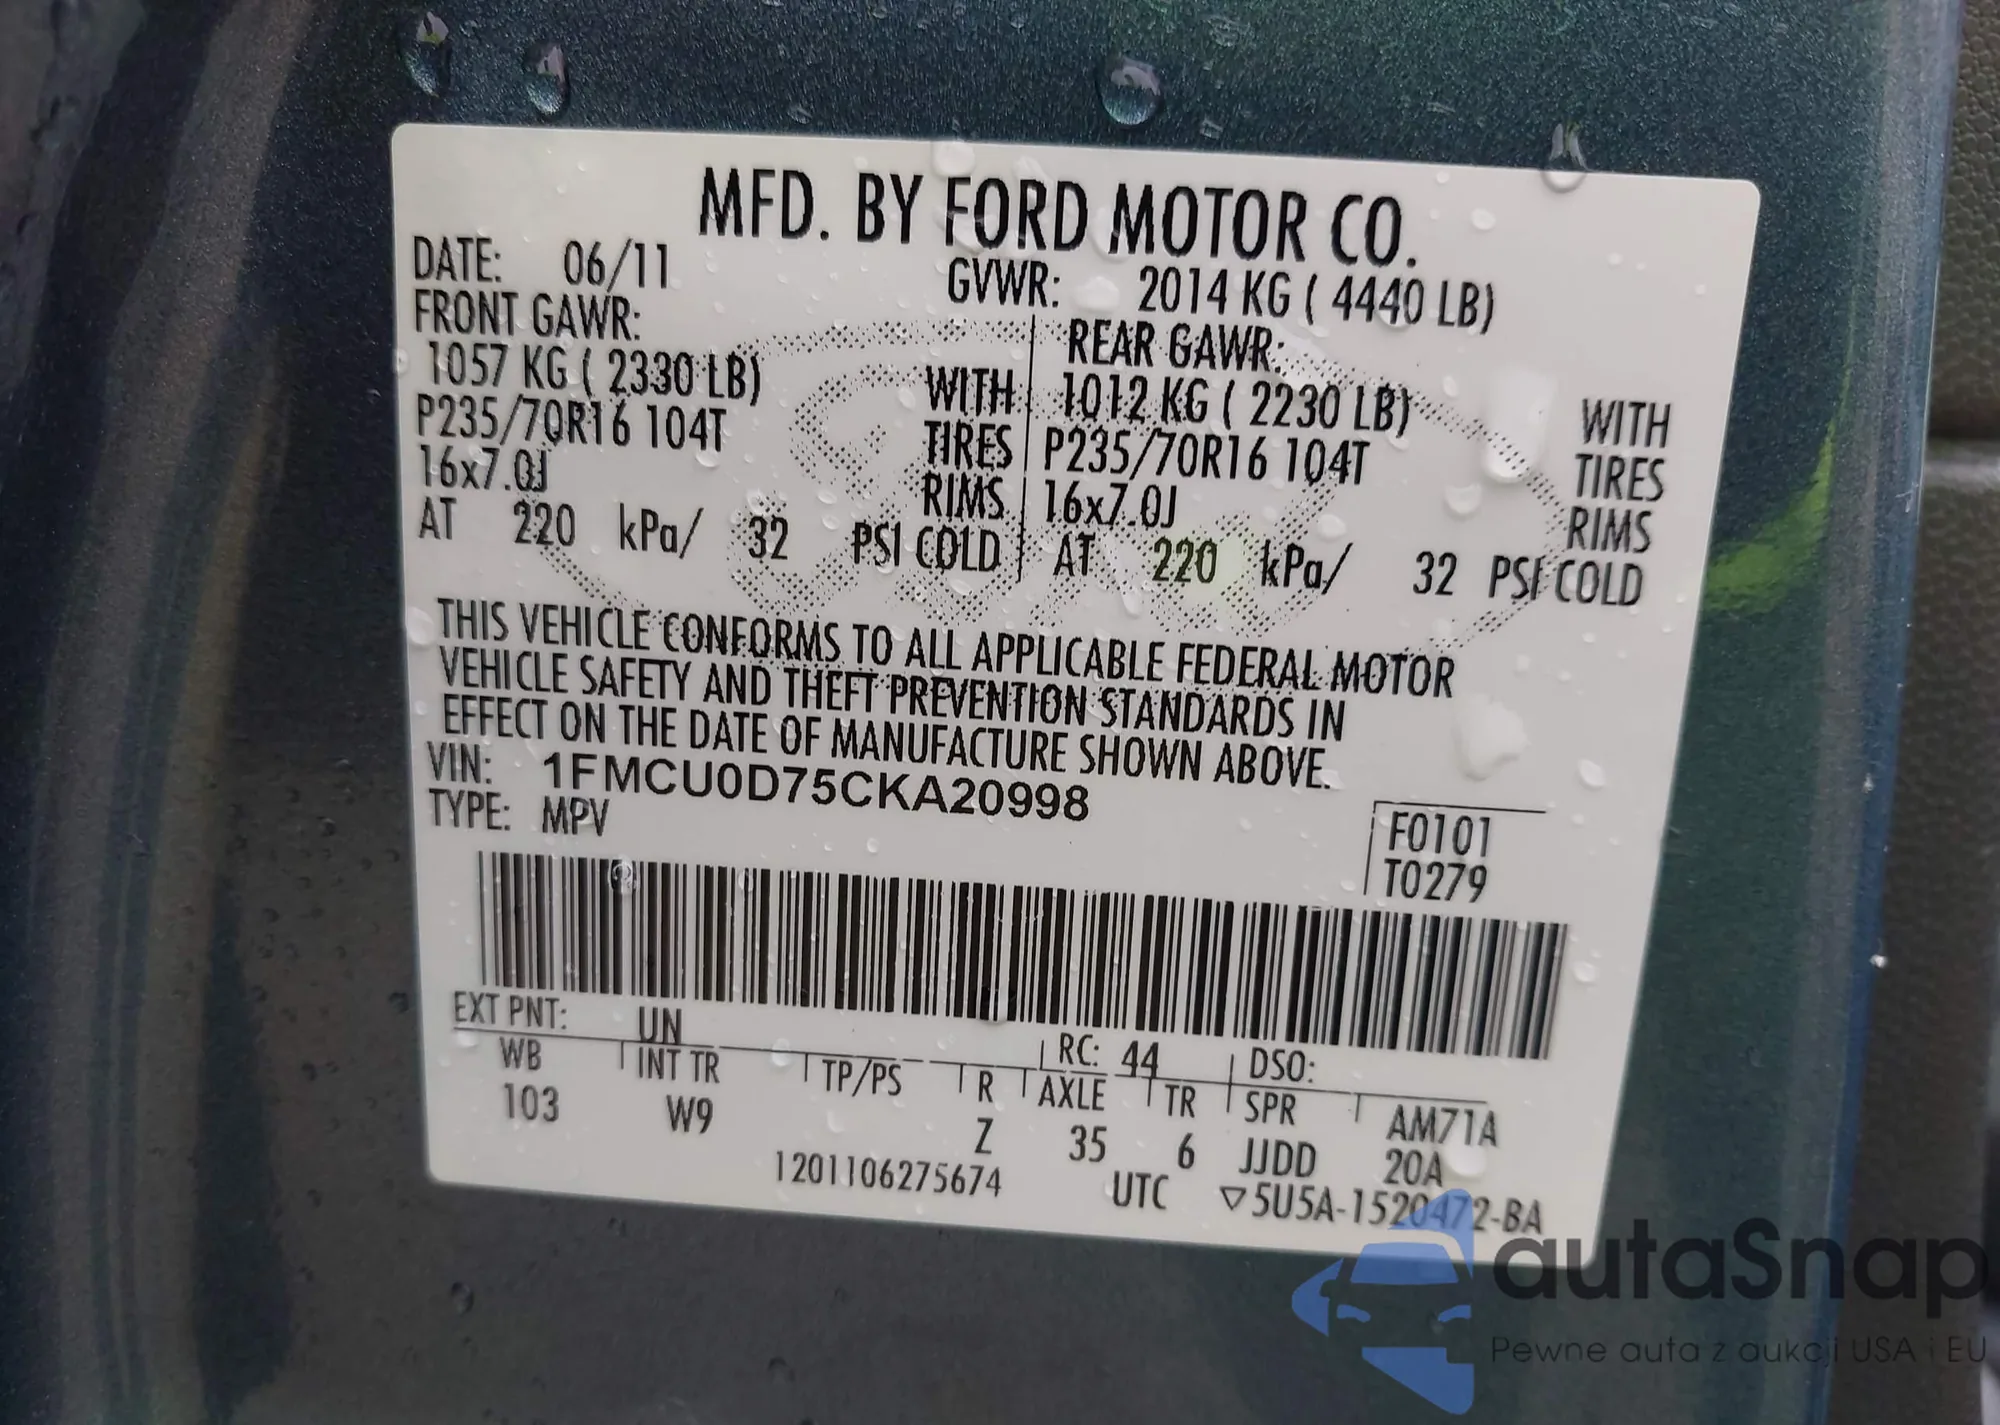 MFD. BY FORD MOTOR CO.
DATE: 06/11 GVWR: 2014 KG ( 4440 LB)
FRONT GAWR: REAR GAWR:
1057 KG ( 2330 LB) WITH 1012 KG ( 2230 LB) WITH
P235/70R16 104T TIRES P235/70R16 104T TIRES
16x7.0J RIMS 16x7.0J RIMS
AT 220 kPa/ 32 PSI COLD AT 220 kPa/ 32 PSI COLD
THIS VEHICLE CONFORMS TO ALL APPLICABLE FEDERAL MOTOR
VEHICLE SAFETY AND THEFT PREVENTION STANDARDS IN
EFFECT ON THE DATE OF MANUFACTURE SHOWN ABOVE.
VIN: 1FMCU0D75CKA20998
TYPE: MPV F0101
T0279
EXT PNT: UN RC: 44 DSO:
WB INT TR TP/PS R AXLE TR SPR AM71A
103 W9 Z 35 6 JJDD 20A
1201106275674 UTC ▽5U5A-1520472-BA
autaSnap
Pewne auta z aukcji USA i EU